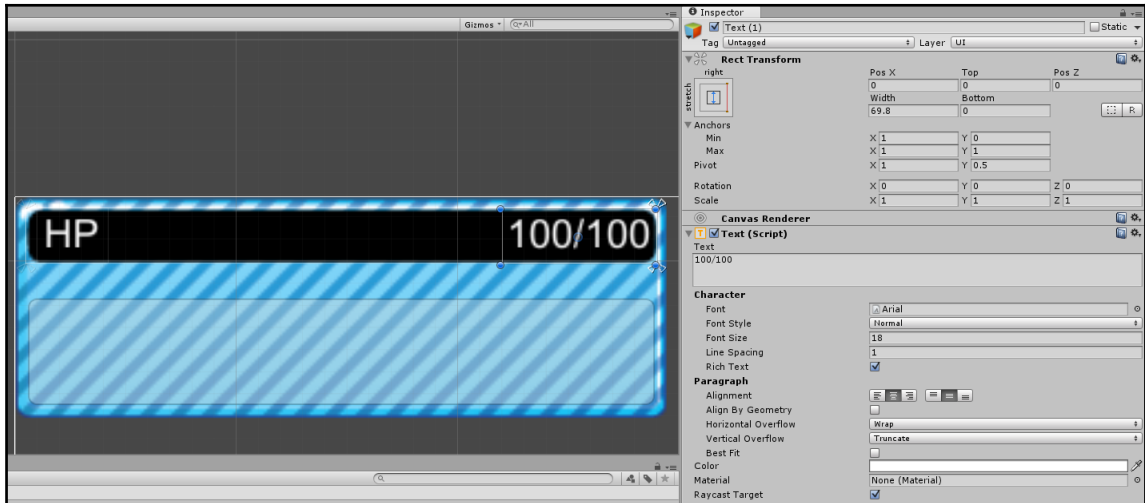 Gizmos
All
HP
100/100
Inspector
Text (1)
Static
Tag Untagged Layer UI
Rect Transform
right
stretch
Pos X Top Pos Z
0 0 0
Width Bottom
69.8 0
R
Anchors
Min X 1 Y 0
Max X 1 Y 1
Pivot X 1 Y 0.5
Rotation X 0 Y 0 Z 0
Scale X 1 Y 1 Z 1
Canvas Renderer
Text (Script)
Text
100/100
Character
Font Arial
Font Style Normal
Font Size 18
Line Spacing 1
Rich Text
Paragraph
Alignment
Align By Geometry
Horizontal Overflow Wrap
Vertical Overflow Truncate
Best Fit
Color
Material None (Material)
Raycast Target